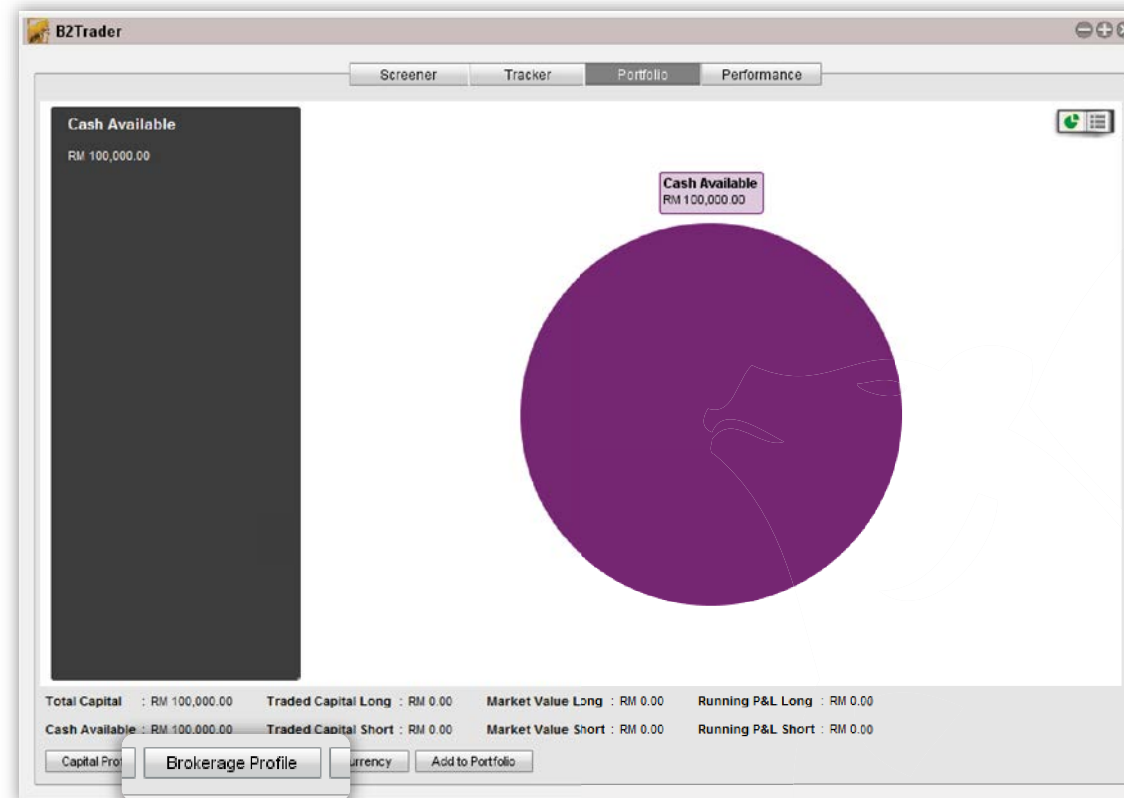 B2Trader
Screener Tracker Portfolio Performance
Cash Available
RM 100,000.00
Cash Available
RM 100,000.00
Total Capital : RM 100,000.00 Traded Capital Long : RM 0.00 Market Value Long : RM 0.00 Running P&L Long : RM 0.00
Cash Available : RM 100,000.00 Traded Capital Short : RM 0.00 Market Value Short : RM 0.00 Running P&L Short : RM 0.00
Capital Prof Brokerage Profile urrency Add to Portfolio